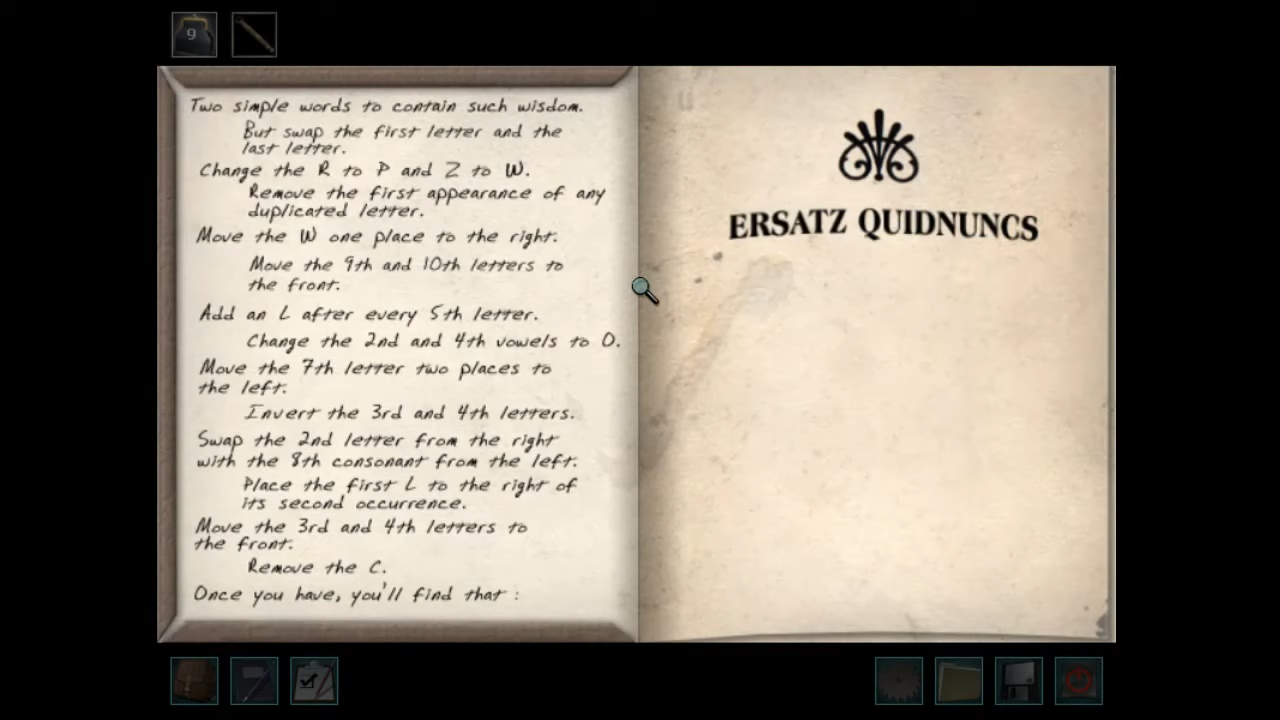 9
Two simple words to contain such wisdom.
But swap the first letter and the
last letter.
Change the R to P and Z to W.
Remove the first appearance of any
duplicated letter.
Move the W one place to the right.
Move the 9th and 10th letters to
the front.
Add an L after every 5th letter.
Change the 2nd and 4th vowels to O.
Move the 7th letter two places to
the left.
Invert the 3rd and 4th letters.
Swap the 2nd letter from the right
with the 8th consonant from the left.
Place the first L to the right of
its second occurrence.
Move the 3rd and 4th letters to
the front.
Remove the C.
Once you have, you'll find that :
ERSATZ QUIDNUNCS